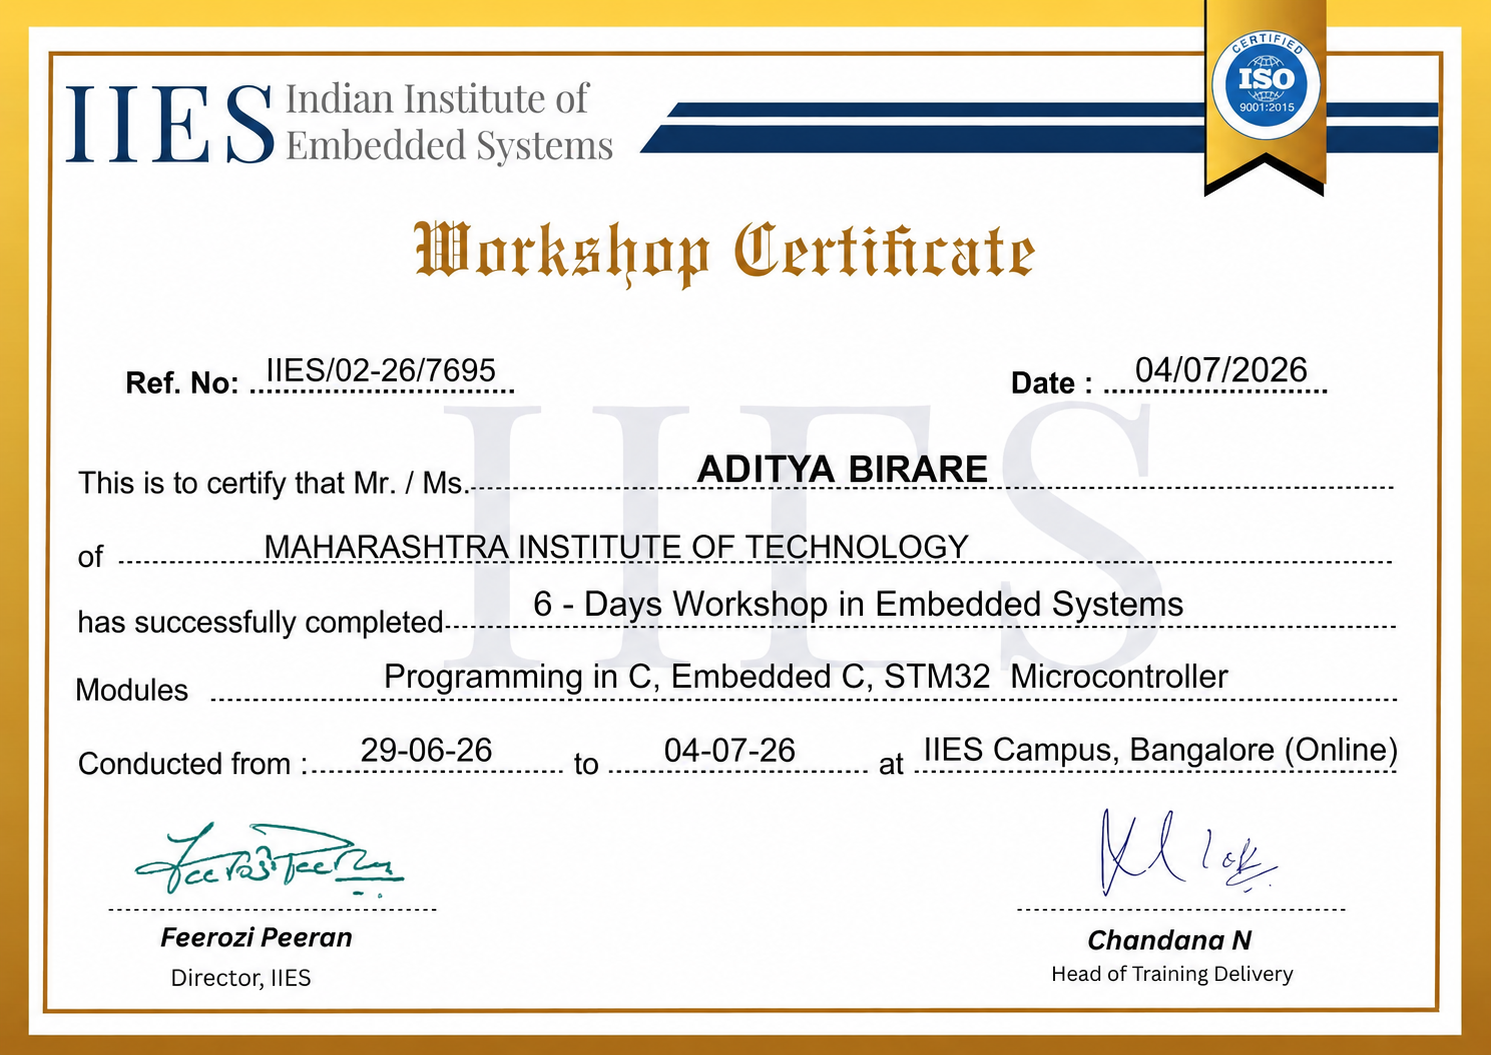 IIES Indian Institute of
Embedded Systems
CERTIFIED
ISO
9001:2015
Workshop Certificate
Ref. No: IIES/02-26/7695
Date : 04/07/2026
This is to certify that Mr. / Ms. ADITYA BIRARE
of MAHARASHTRA INSTITUTE OF TECHNOLOGY
has successfully completed 6 - Days Workshop in Embedded Systems
Modules Programming in C, Embedded C, STM32 Microcontroller
Conducted from : 29-06-26 to 04-07-26 at IIES Campus, Bangalore (Online)
IIES
Feerozi Peeran
Feerozi Peeran
Director, IIES
Chandana N
Head of Training Delivery